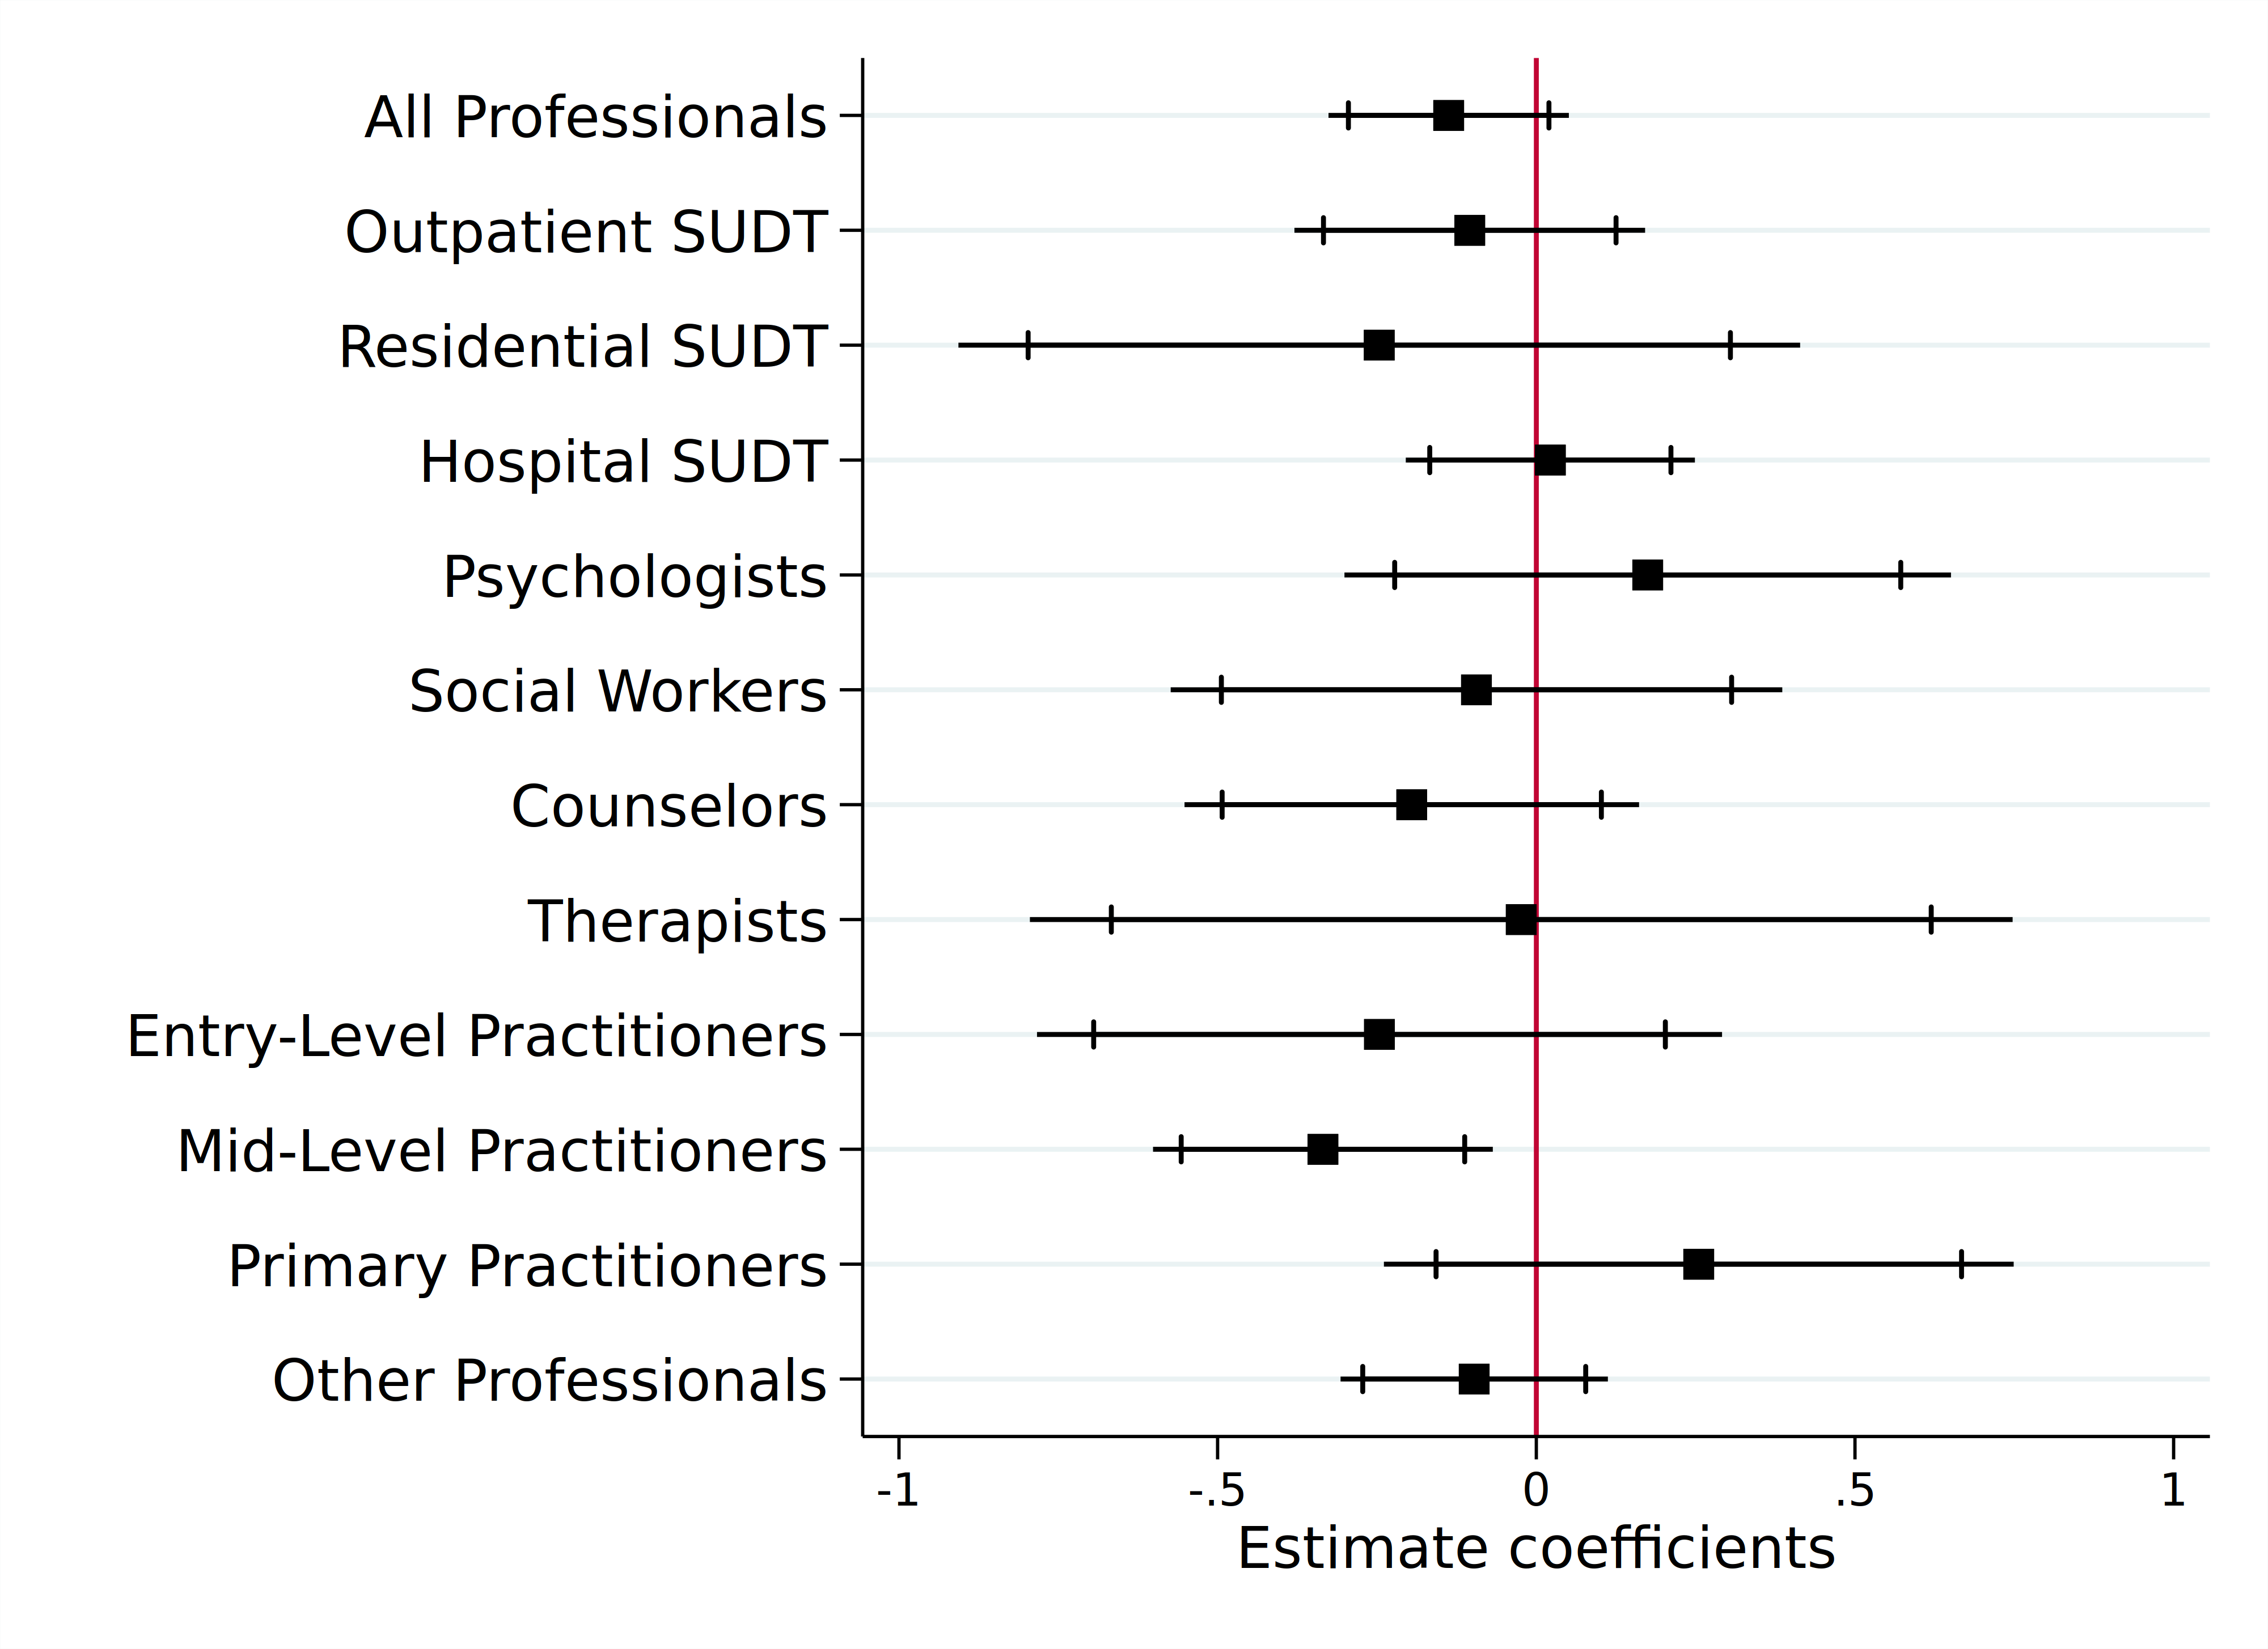 All Professionals
Outpatient SUDT
Residential SUDT
Hospital SUDT
Psychologists
Social Workers
Counselors
Therapists
Entry-Level Practitioners
Mid-Level Practitioners
Primary Practitioners
Other Professionals
-1 -.5 0 .5 1
Estimate coefficients